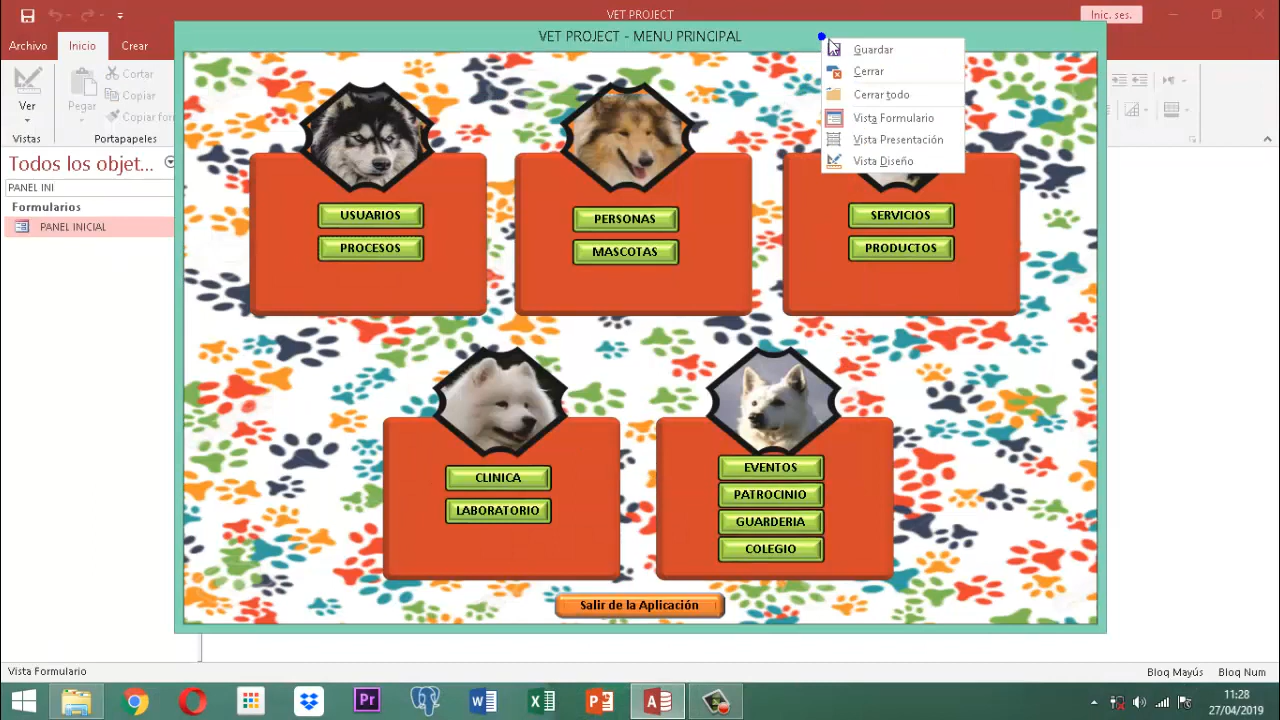 VET PROJECT
Inic. ses.
Archivo
Inicio
Crear
VET PROJECT - MENU PRINCIPAL
Ver
Pegar
Cortar
Copiar
Copiar form
Vistas
Portapapeles
Guardar
Cerrar
Cerrar todo
Vista Formulario
Vista Presentación
Vista Diseño
Todos los objet...
PANEL INI
Formularios
PANEL INICIAL
USUARIOS
PROCESOS
PERSONAS
MASCOTAS
SERVICIOS
PRODUCTOS
CLINICA
LABORATORIO
EVENTOS
PATROCINIO
GUARDERIA
COLEGIO
Salir de la Aplicación
Vista Formulario
Bloq Mayús
Bloq Num
Pr
W
X
P
A
11:28
27/04/2019